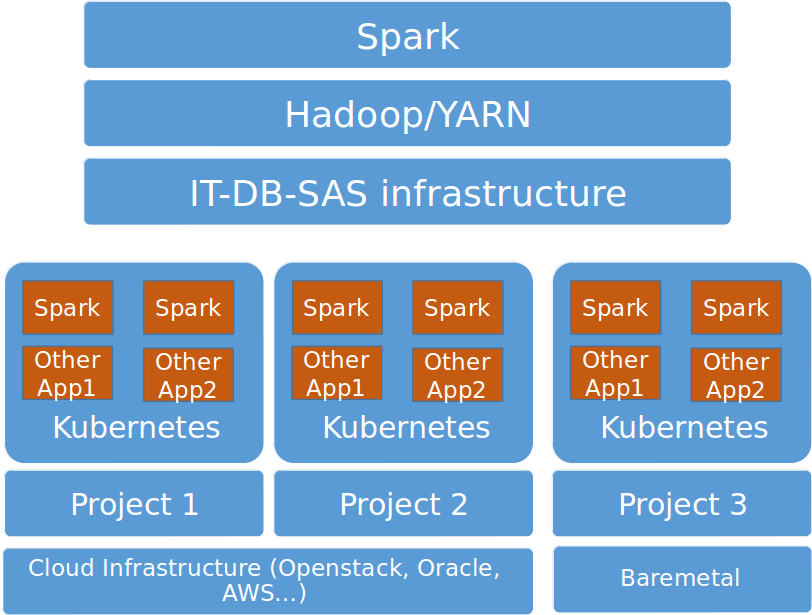 Spark
Hadoop/YARN
IT-DB-SAS infrastructure
Spark
Spark
Other
App1
Other
App2
Kubernetes
Spark
Spark
Other
App1
Other
App2
Kubernetes
Spark
Spark
Other
App1
Other
App2
Kubernetes
Project 1
Project 2
Project 3
Cloud Infrastructure (Openstack, Oracle,
AWS...)
Baremetal